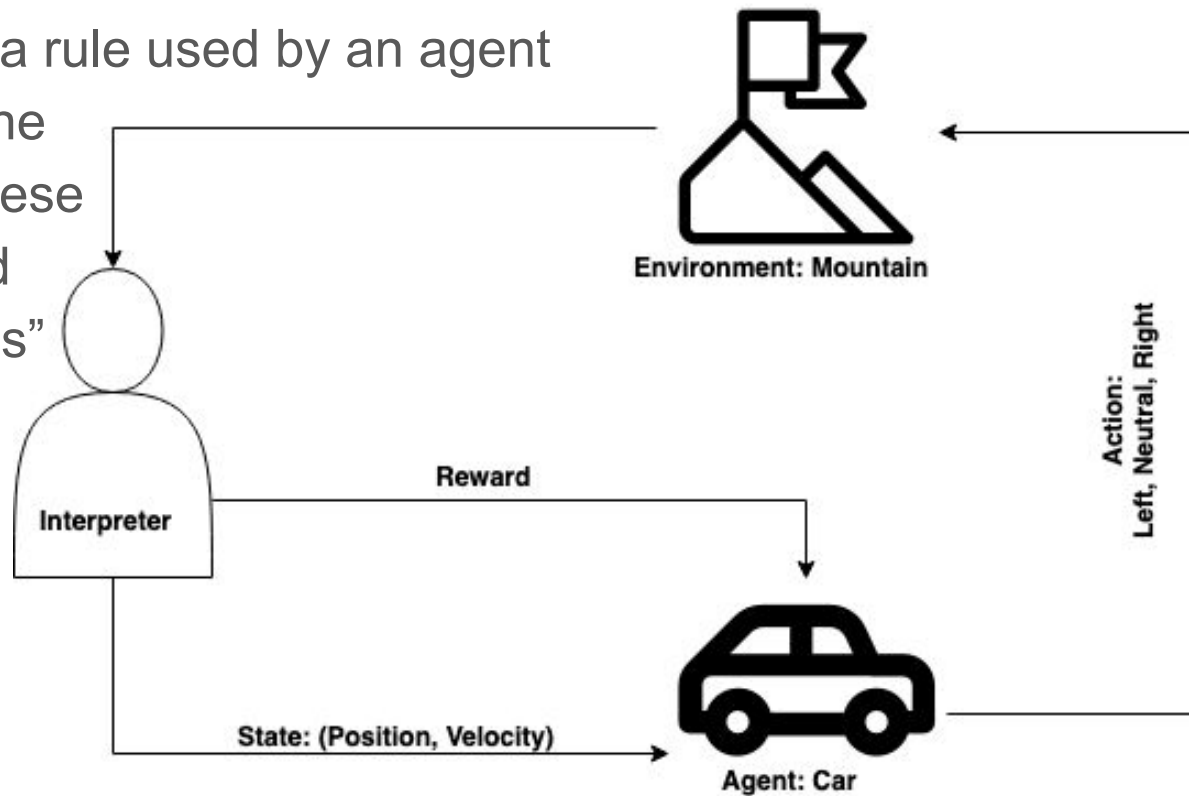 a rule used by an agent
ne
ese
d
s”
Environment: Mountain
Action:
Left, Neutral, Right
Reward
Interpreter
State: (Position, Velocity)
Agent: Car